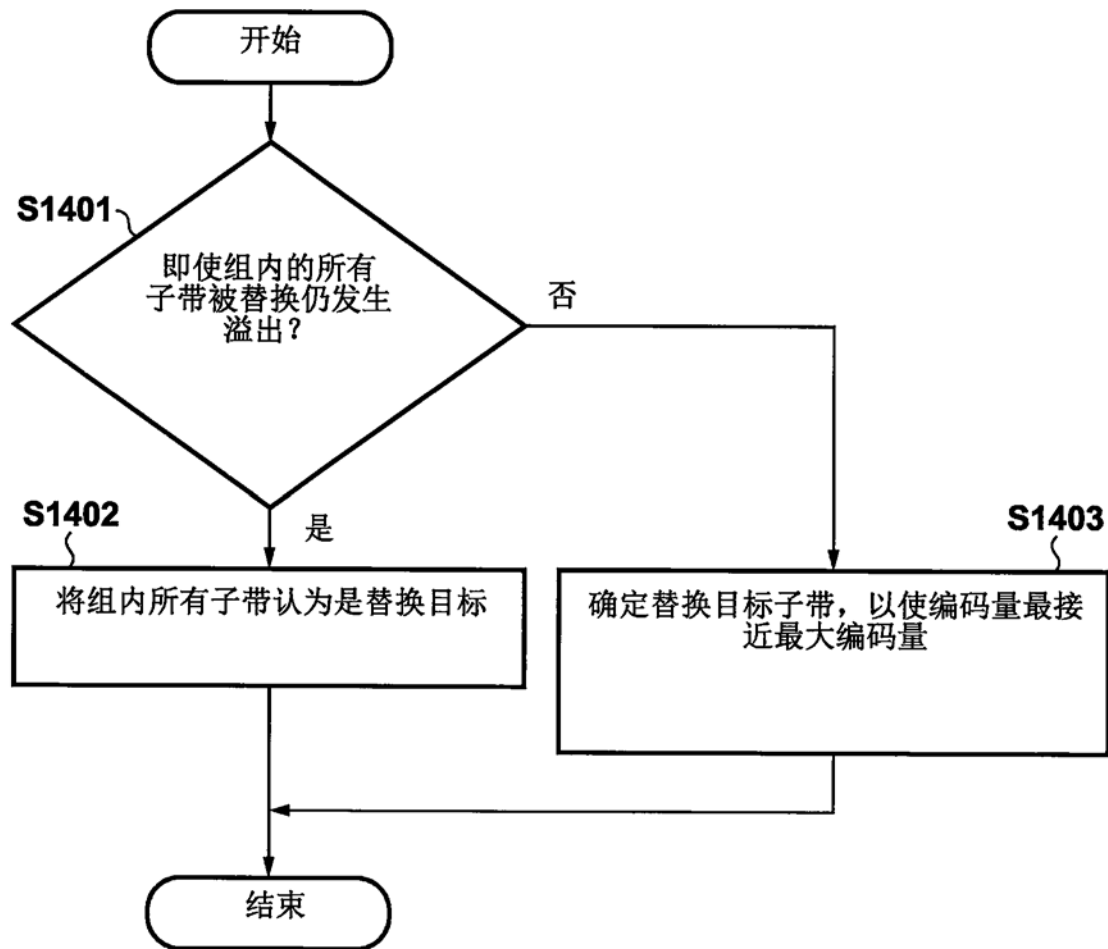 开始
S1401
即使组内的所有
子带被替换仍发生
溢出？
否
S1402
是
S1403
将组内所有子带认为是替换目标
确定替换目标子带，以使编码量最接
近最大编码量
结束